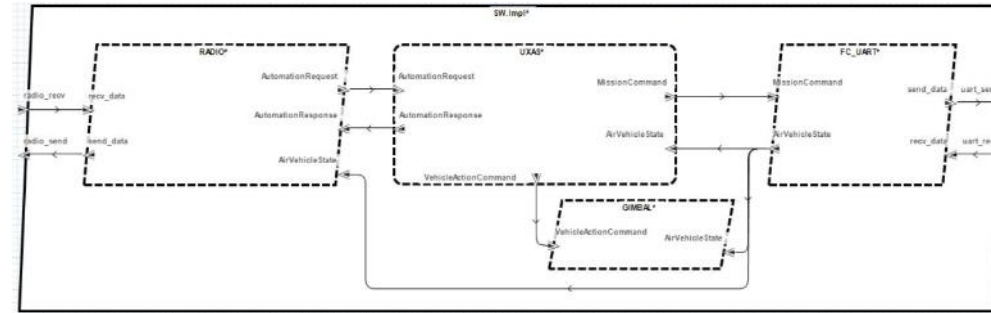 SW.Impl*
RADIO*
UXAS*
FC_UART*
AutomationRequest
AutomationRequest
MissionCommand
MissionCommand
radio_recv
recv_data
send_data
AutomationResponse
AutomationResponse
radio_send
send_data
AirVehicleState
AirVehicleState
recv_data
AirVehicleState
VehicleActionCommand
GIMBAL*
VehicleActionCommand
AirVehicleState